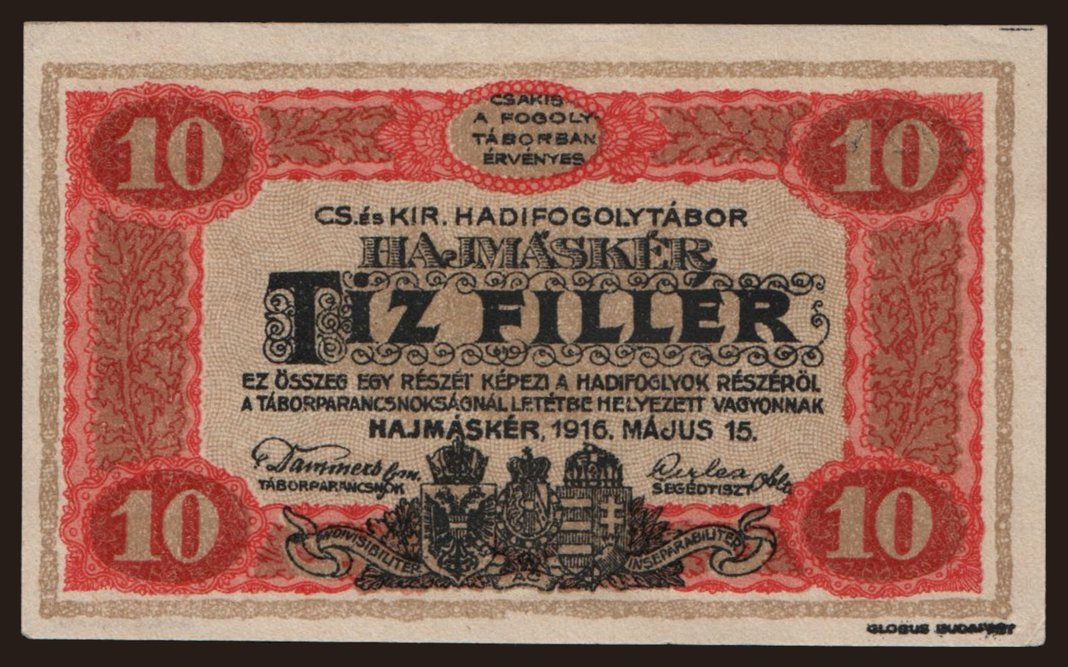 CSAKIS
A FOGOLY-
TÁBORBAN
ÉRVÉNYES
10 10
CS. és KIR. HADIFOGOLYTÁBOR
HAJMÁSKÉR
TÍZ FILLÉR
EZ ÖSSZEG EGY RÉSZÉT KÉPEZI A HADIFOGLYOK RÉSZÉRŐL
A TÁBORPARANCSNOKSÁGNÁL LETÉTBE HELYEZETT VAGYONNAK
HAJMÁSKÉR, 1916. MÁJUS 15.
TÁBORPARANCSNOK SEGÉDTISZT
10 10
INDIVISIBILITER AC INSEPARABILITER
GLOBUS BUDAPEST